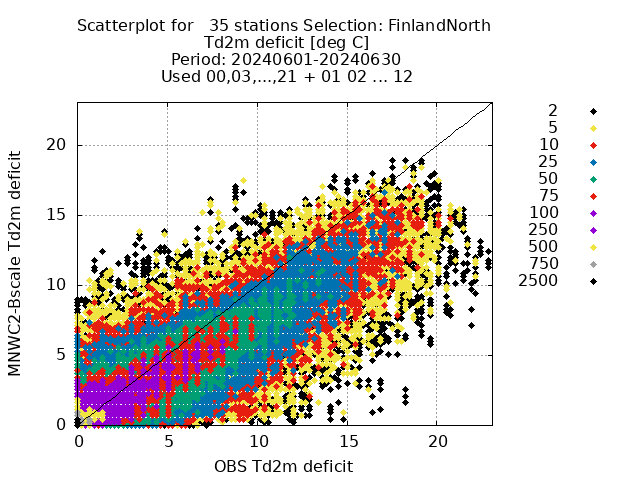 Scatterplot for   35 stations Selection: FinlandNorth
Td2m deficit [deg C]
Period: 20240601-20240630
Used 00,03,...,21 + 01 02 ... 12
2
5
10
25
50
75
100
250
500
750
2500
MNWC2-Bscale Td2m deficit
20
15
10
5
0
0 5 10 15 20
OBS Td2m deficit